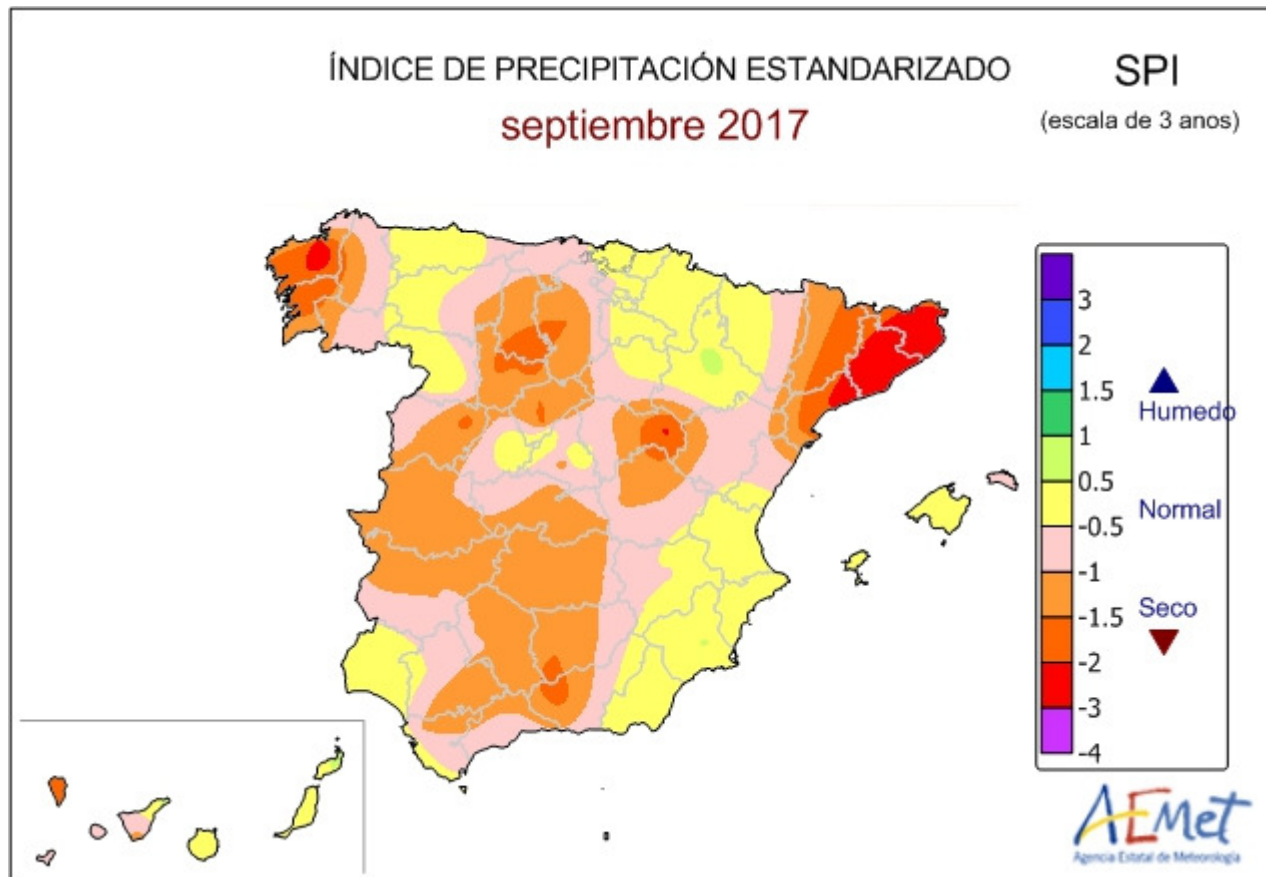 ÍNDICE DE PRECIPITACIÓN ESTANDARIZADO
septiembre 2017
SPI
(escala de 3 anos)
3
2
1.5
1
0.5
-0.5
-1
-1.5
-2
-3
-4
Humedo
Normal
Seco
AEMet
Agencia Estatal de Meteorología